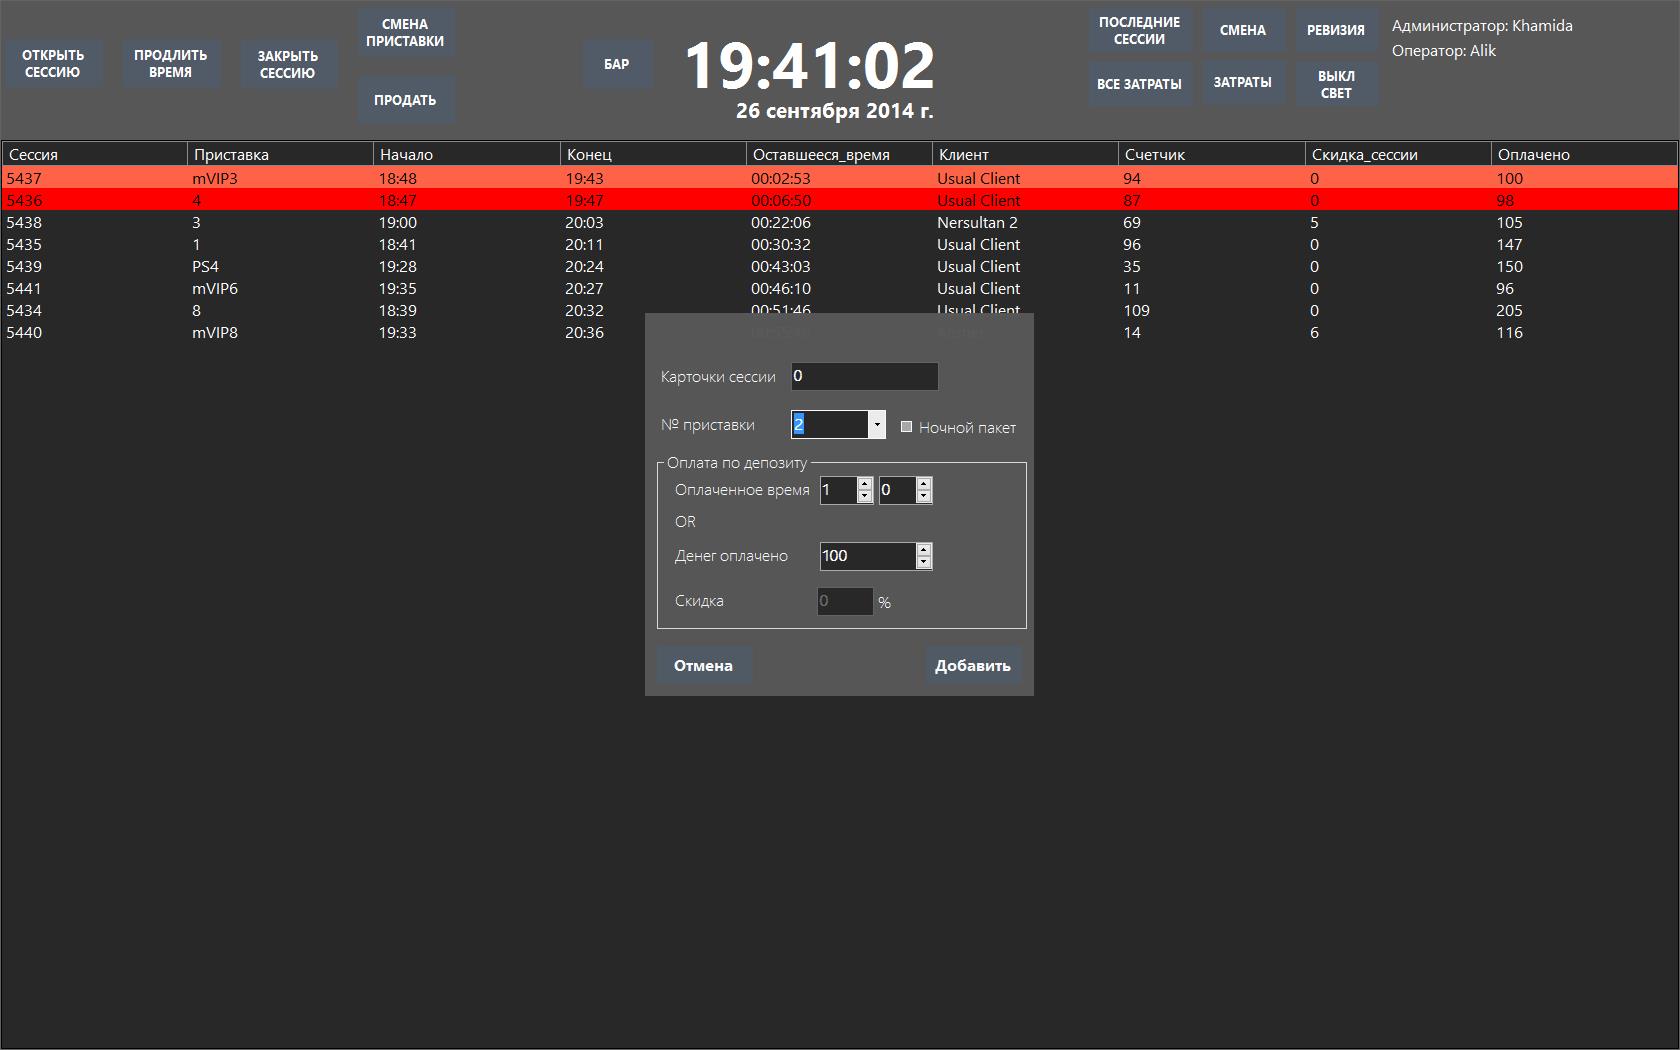 ОТКРЫТЬ СЕССИЮ
ПРОДЛИТЬ ВРЕМЯ
ЗАКРЫТЬ СЕССИЮ
СМЕНА ПРИСТАВКИ
ПРОДАТЬ
БАР
19:41:02
26 сентября 2014 г.
ПОСЛЕДНИЕ СЕССИИ
СМЕНА
РЕВИЗИЯ
ВСЕ ЗАТРАТЫ
ЗАТРАТЫ
ВЫКЛ СВЕТ
Администратор: Khamida
Оператор: Alik
Сессия Приставка Начало Конец Оставшееся_время Клиент Счетчик Скидка_сессии Оплачено
5437 mVIP3 18:48 19:43 00:02:53 Usual Client 94 0 100
5436 4 18:47 19:47 00:06:50 Usual Client 87 0 98
5438 3 19:00 20:03 00:22:06 Nersultan 2 69 5 105
5435 1 18:41 20:11 00:30:32 Usual Client 96 0 147
5439 PS4 19:28 20:24 00:43:03 Usual Client 35 0 150
5441 mVIP6 19:35 20:27 00:46:10 Usual Client 11 0 96
5434 8 18:39 20:32 00:51:46 Usual Client 109 0 205
5440 mVIP8 19:33 20:36 14 6 116
Карточки сессии 0
№ приставки 2 Ночной пакет
Оплата по депозиту
Оплаченное время 1 0
OR
Денег оплачено 100
Скидка 0 %
Отмена Добавить